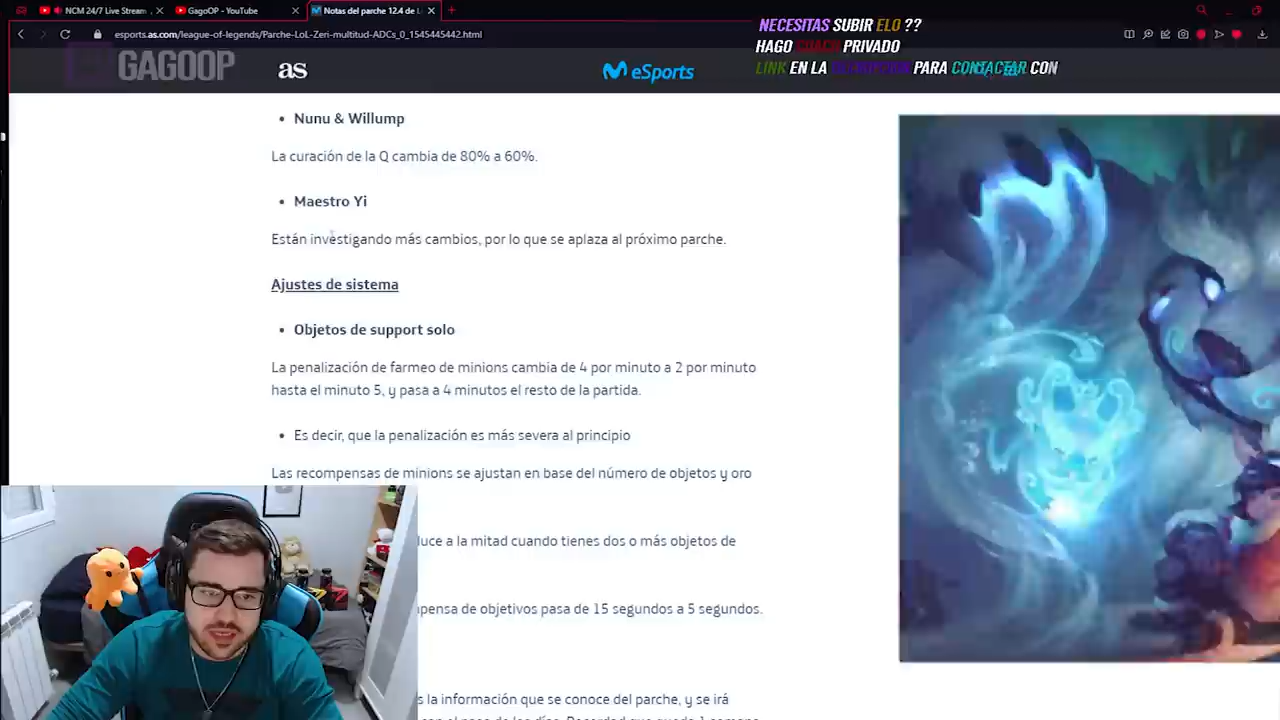 NCM 24/7 Live Stream
GagoOP - YouTube
Notas del parche 12.4 de L
esports.as.com/league-of-legends/Parche-LoL-Zeri-multitud-ADCs_0_1545445442.html
NECESITAS SUBIR ELO ??
HAGO COACH PRIVADO
LINK EN LA DESCRIPCION PARA CONTACTAR CON
GAGOOP
as
eSports
• Nunu & Willump
La curación de la Q cambia de 80% a 60%.
• Maestro Yi
Están investigando más cambios, por lo que se aplaza al próximo parche.
Ajustes de sistema
• Objetos de support solo
La penalización de farmeo de minions cambia de 4 por minuto a 2 por minuto
hasta el minuto 5, y pasa a 4 minutos el resto de la partida.
• Es decir, que la penalización es más severa al principio
Las recompensas de minions se ajustan en base del número de objetos y oro
luce a la mitad cuando tienes dos o más objetos de
mpensa de objetivos pasa de 15 segundos a 5 segundos.
s la información que se conoce del parche, y se irá